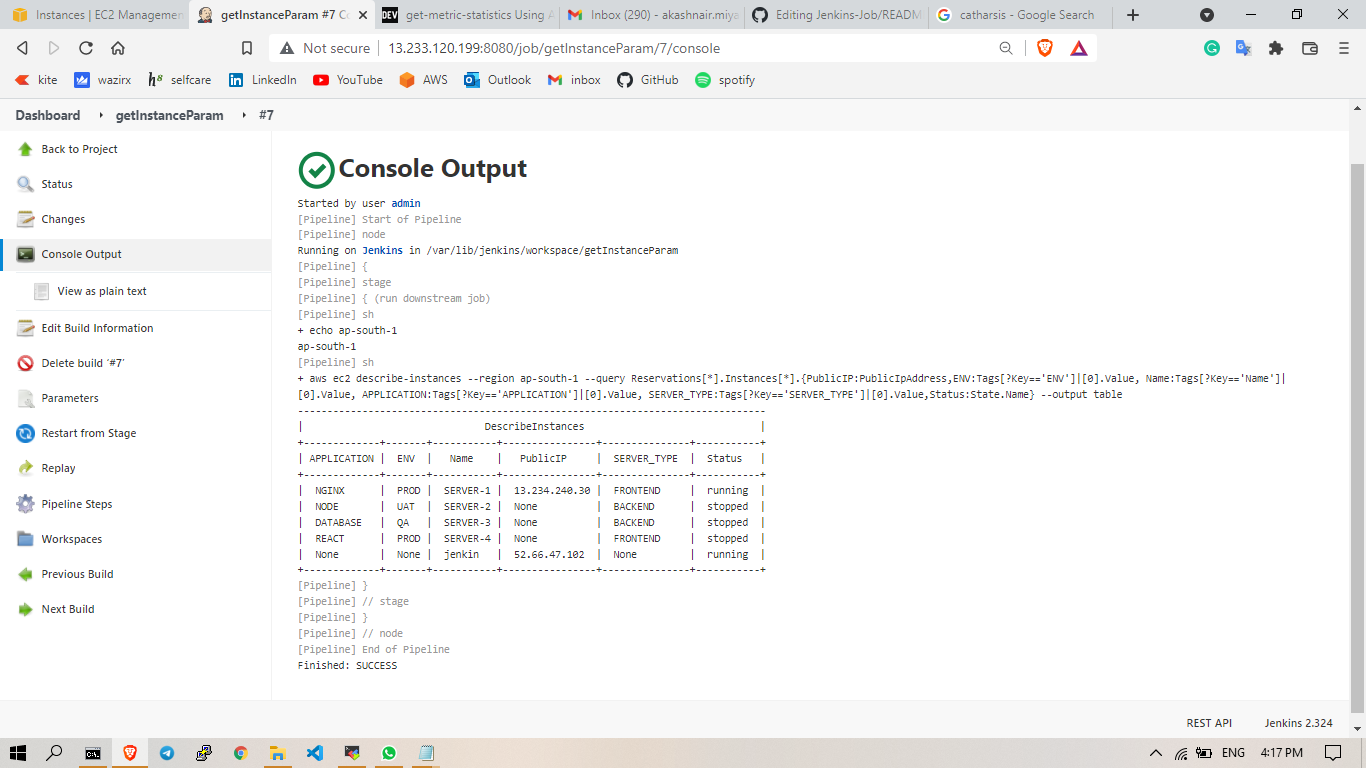 Instances | EC2 Managemen
getInstanceParam #7 Co
DEV
get-metric-statistics Using A
Inbox (290) - akashnair.miya
Editing Jenkins-Job/READM
catharsis - Google Search
Not secure | 13.233.120.199:8080/job/getInstanceParam/7/console
kite
wazirx
selfcare
LinkedIn
YouTube
AWS
Outlook
inbox
GitHub
spotify
Dashboard
getInstanceParam
#7
Back to Project
Status
Changes
Console Output
View as plain text
Edit Build Information
Delete build ‘#7’
Parameters
Restart from Stage
Replay
Pipeline Steps
Workspaces
Previous Build
Next Build
Console Output
Started by user admin
[Pipeline] Start of Pipeline
[Pipeline] node
Running on Jenkins in /var/lib/jenkins/workspace/getInstanceParam
[Pipeline] {
[Pipeline] stage
[Pipeline] { (run downstream job)
[Pipeline] sh
+ echo ap-south-1
ap-south-1
[Pipeline] sh
+ aws ec2 describe-instances --region ap-south-1 --query Reservations[*].Instances[*].{PublicIP:PublicIpAddress,ENV:Tags[?Key=='ENV']|[0].Value, Name:Tags[?Key=='Name']|
[0].Value, APPLICATION:Tags[?Key=='APPLICATION']|[0].Value, SERVER_TYPE:Tags[?Key=='SERVER_TYPE']|[0].Value,Status:State.Name} --output table
--------------------------------------------------------------------------------
|                               DescribeInstances                              |
+-------------+-------+-----------+----------------+---------------+-----------+
| APPLICATION |  ENV  |   Name    |   PublicIP     |  SERVER_TYPE  |  Status   |
+-------------+-------+-----------+----------------+---------------+-----------+
|  NGINX      |  PROD |  SERVER-1 |  13.234.240.30 |  FRONTEND     |  running  |
|  NODE       |  UAT  |  SERVER-2 |  None          |  BACKEND      |  stopped  |
|  DATABASE   |  QA   |  SERVER-3 |  None          |  BACKEND      |  stopped  |
|  REACT      |  PROD |  SERVER-4 |  None          |  FRONTEND     |  stopped  |
|  None       |  None |  jenkin   |  52.66.47.102  |  None         |  running  |
+-------------+-------+-----------+----------------+---------------+-----------+
[Pipeline] }
[Pipeline] // stage
[Pipeline] }
[Pipeline] // node
[Pipeline] End of Pipeline
Finished: SUCCESS
REST API
Jenkins 2.324
ENG
4:17 PM